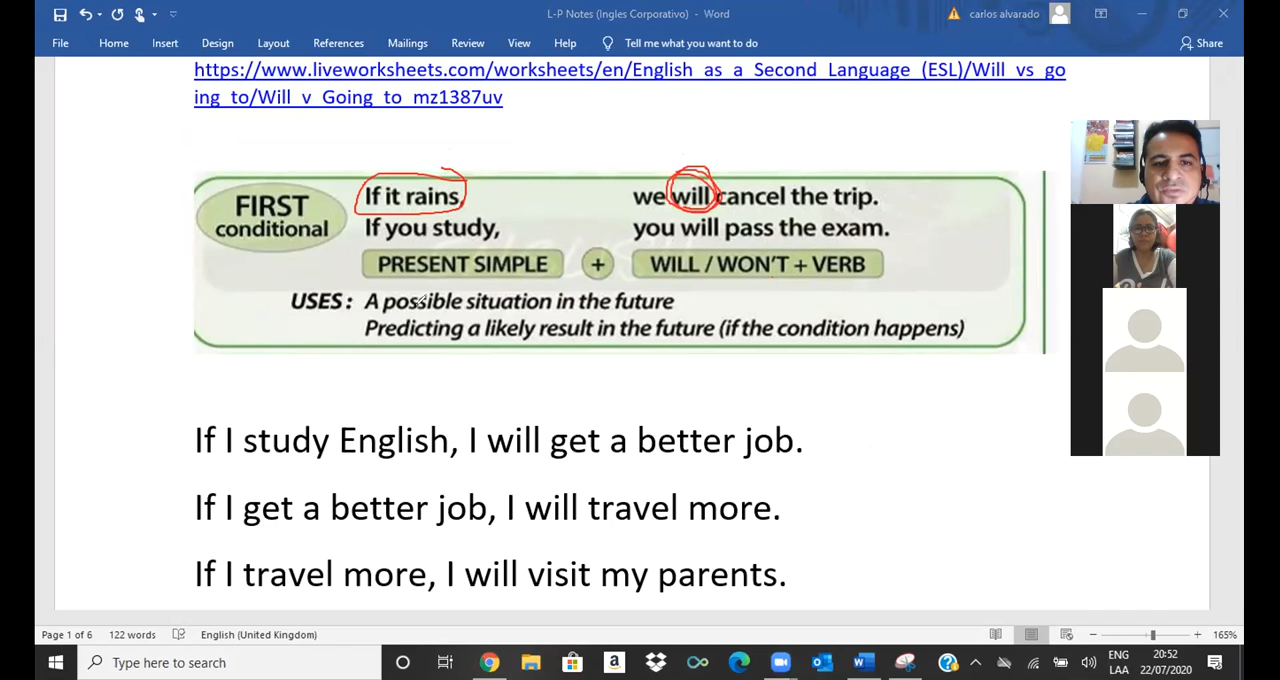 L-P Notes (Ingles Corporativo) - Word
carlos alvarado
File Home Insert Design Layout References Mailings Review View Help Tell me what you want to do Share
https://www.liveworksheets.com/worksheets/en/English_as_a_Second_Language_(ESL)/Will_vs_go
ing_to/Will_v_Going_to_mz1387uv
FIRST
conditional
If it rains, we will cancel the trip.
If you study, you will pass the exam.
PRESENT SIMPLE + WILL / WON'T + VERB
USES: A possible situation in the future
Predicting a likely result in the future (if the condition happens)
If I study English, I will get a better job.
If I get a better job, I will travel more.
If I travel more, I will visit my parents.
Page 1 of 6 122 words English (United Kingdom) 165%
Type here to search
ENG 20:52
LAA 22/07/2020